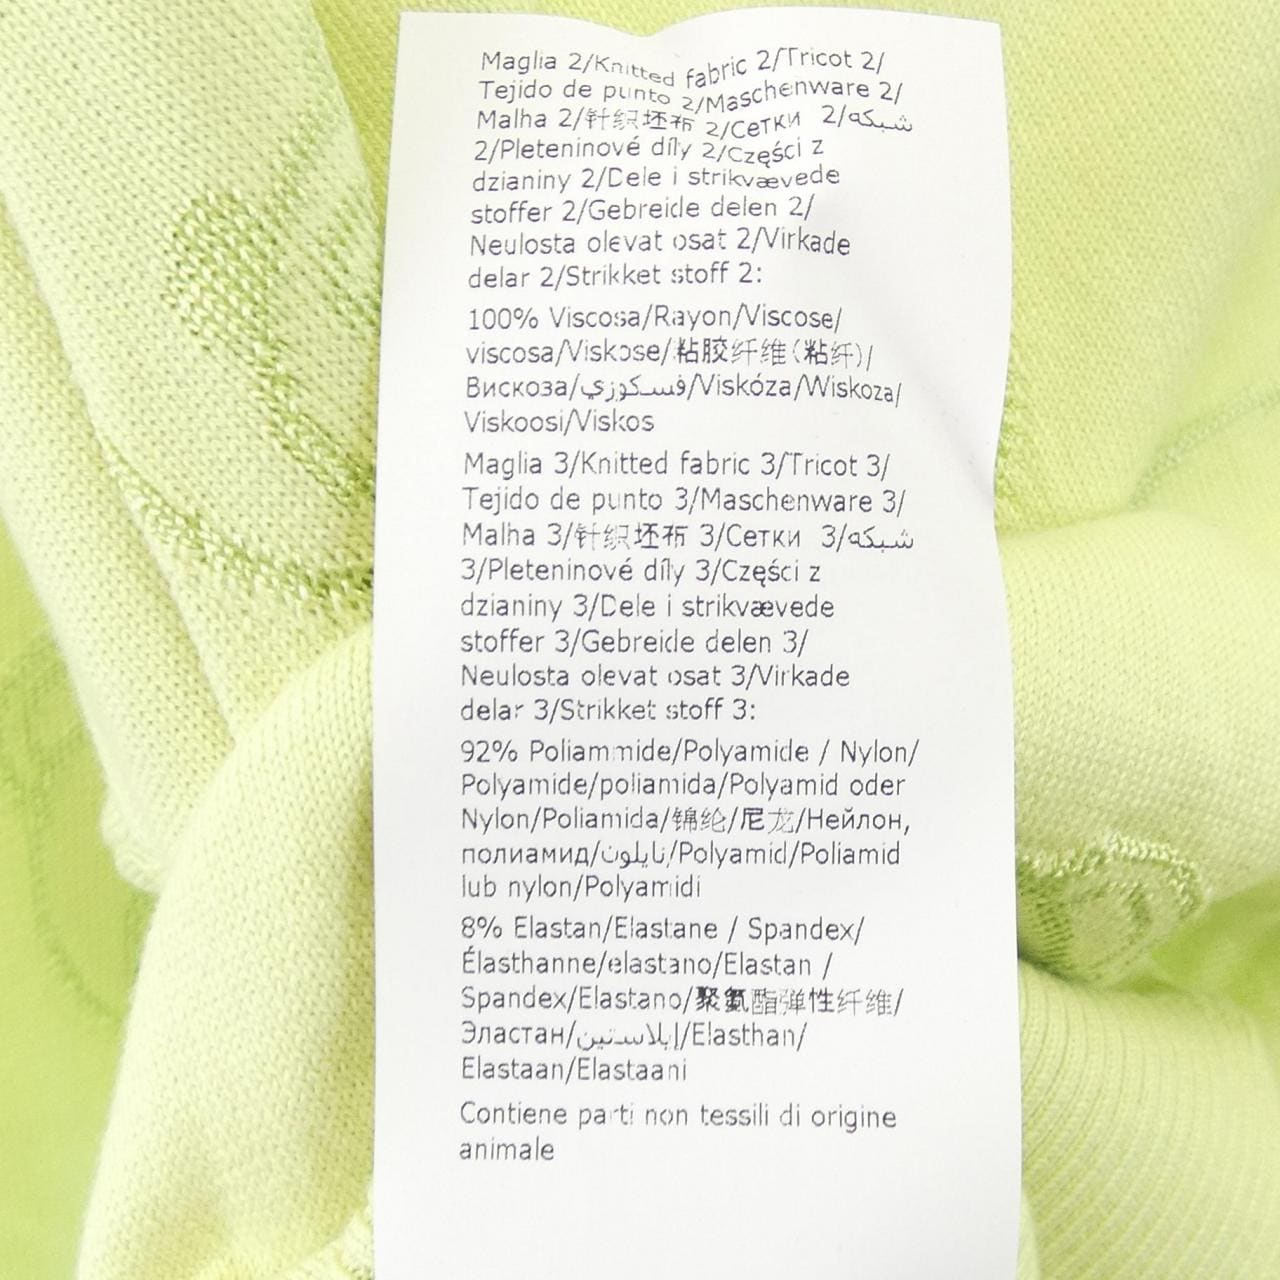 Maglia 2/Knitted fabric 2/Tricot 2/
Tejido de punto 2/Maschenware 2/
Malha 2/针织坯布 2/Сетки 2/شبكه
2/Pleteninové díly 2/Części z
dzianiny 2/Dele i strikvævede
stoffer 2/Gebreide delen 2/
Neulosta olevat osat 2/Virkade
delar 2/Strikket stoff 2:
100% Viscosa/Rayon/Viscose/
viscosa/Viskose/粘胶纤维(粘纤)/
Вискоза/فسكوزي/Viskóza/Wiskoza/
Viskoosi/Viskos
Maglia 3/Knitted fabric 3/Tricot 3/
Tejido de punto 3/Maschenware 3/
Malha 3/针织坯布 3/Сетки 3/شبكه
3/Pleteninové díly 3/Części z
dzianiny 3/Dele i strikvævede
stoffer 3/Gebreide delen 3/
Neulosta olevat osat 3/Virkade
delar 3/Strikket stoff 3:
92% Poliammide/Polyamide / Nylon/
Polyamide/poliamida/Polyamid oder
Nylon/Poliamida/锦纶/尼龙/Нейлон,
полиамид/نايلون/Polyamid/Poliamid
lub nylon/Polyamidi
8% Elastan/Elastane / Spandex/
Élasthanne/elastano/Elastan /
Spandex/Elastano/聚氨酯弹性纤维/
Эластан/إيلاستين/Elasthan/
Elastaan/Elastaani
Contiene parti non tessili di origine
animale